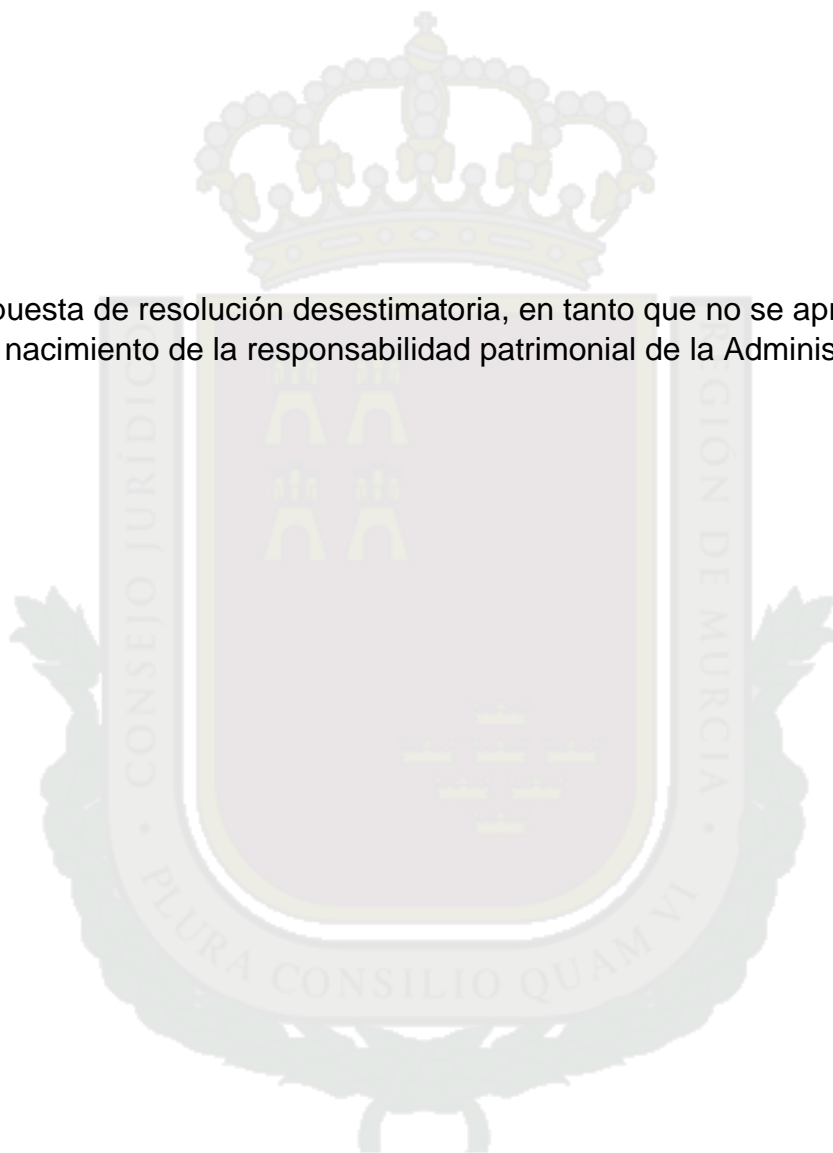 puesta de resolución desestimatoria, en tanto que no se apr
nacimiento de la responsabilidad patrimonial de la Adminis
CONSEJO JURÍDICO
REGIÓN DE MURCIA
PLURA CONSILIO QUAM VI